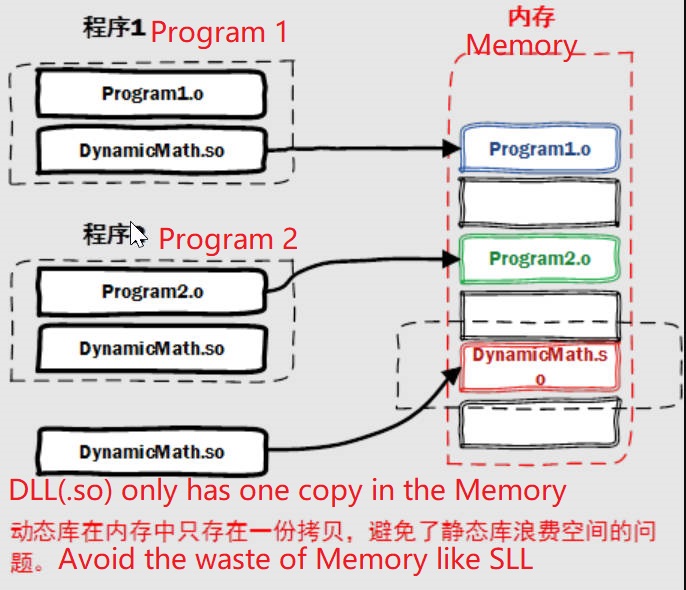 程序1 Program 1
内存
Memory
Program1.o
DynamicMath.so
Program1.o
程序 Program 2
Program2.o
Program2.o
DynamicMath.so
DynamicMath.s
o
DynamicMath.so
DLL(.so) only has one copy in the Memory
动态库在内存中只存在一份拷贝，避免了静态库浪费空间的问
题。Avoid the waste of Memory like SLL